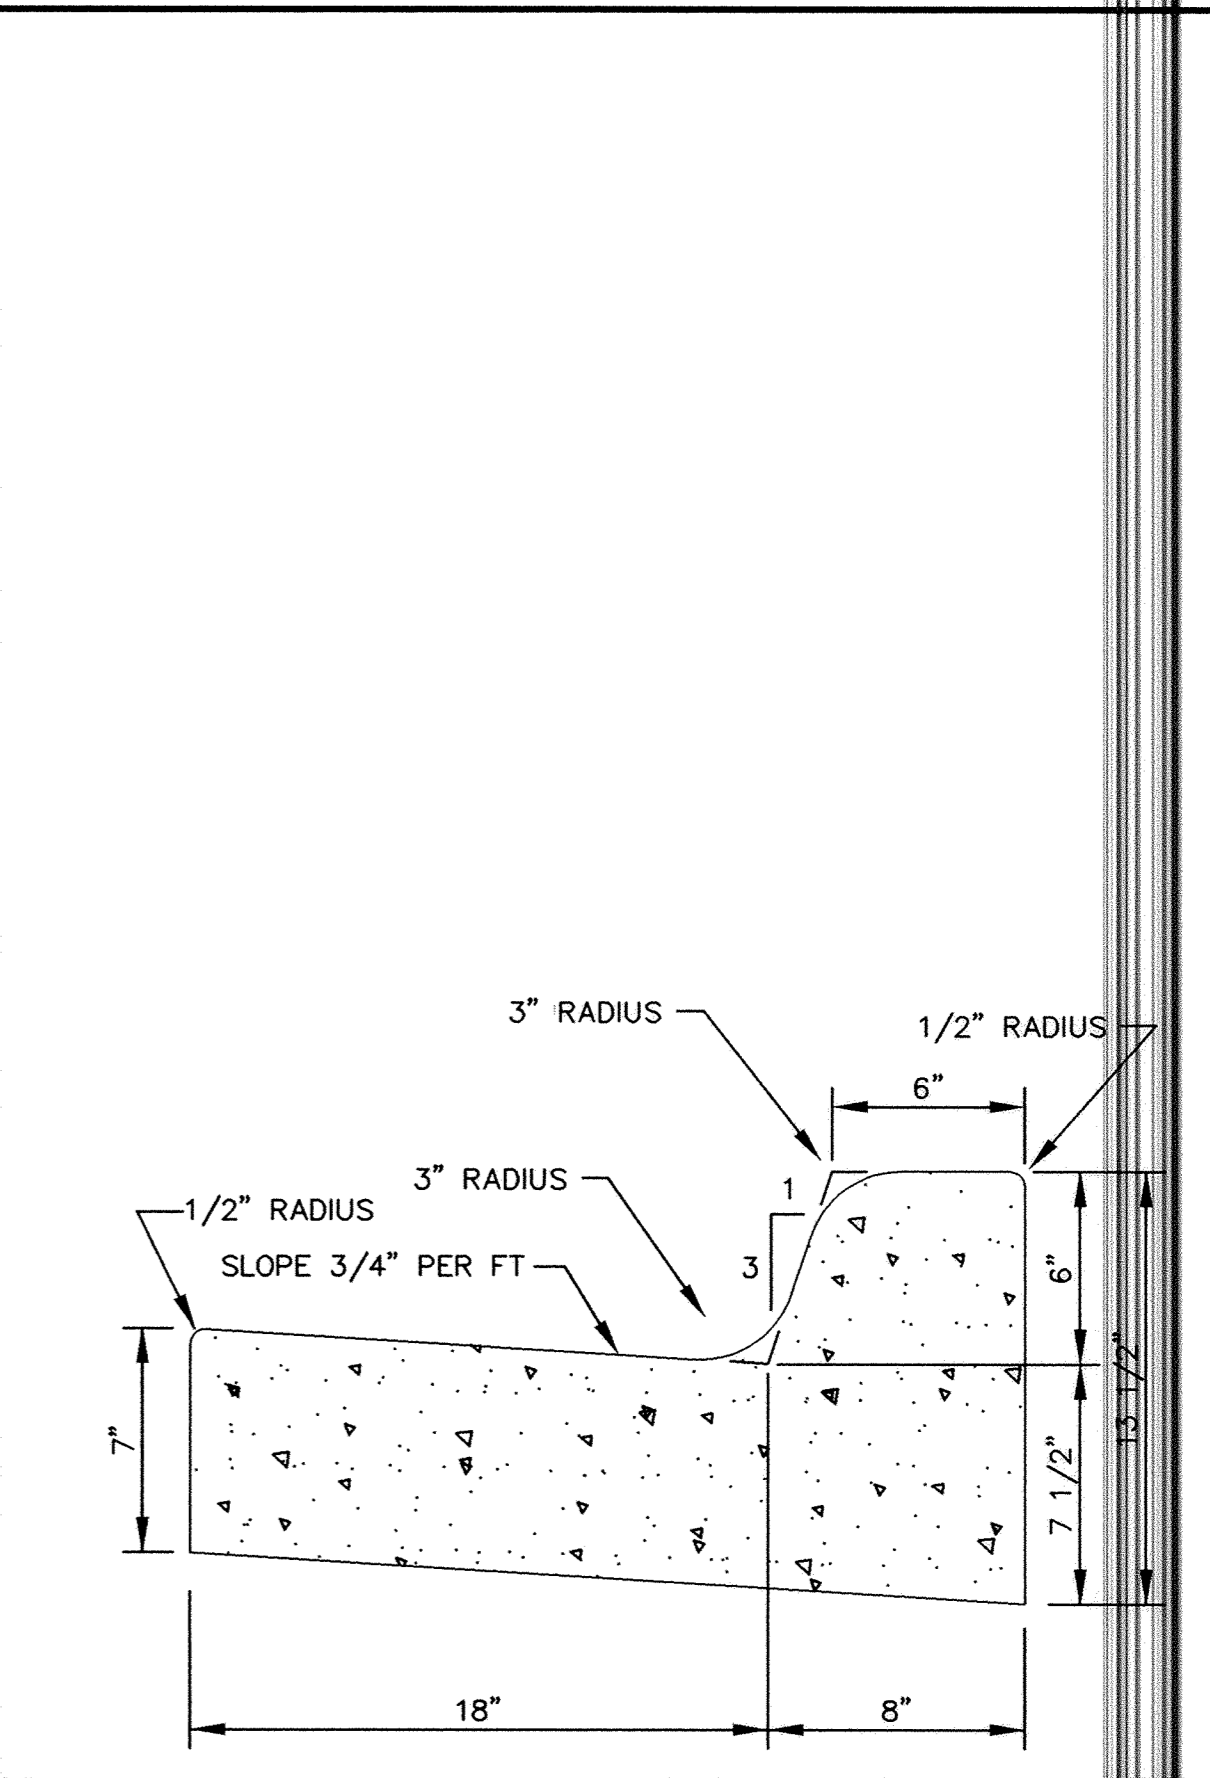 3” RADIUS
1/2” RADIUS
6”
3” RADIUS
1
1/2” RADIUS
SLOPE 3/4” PER FT
3
6”
13 1/2”
7”
7 1/2”
18”
8”